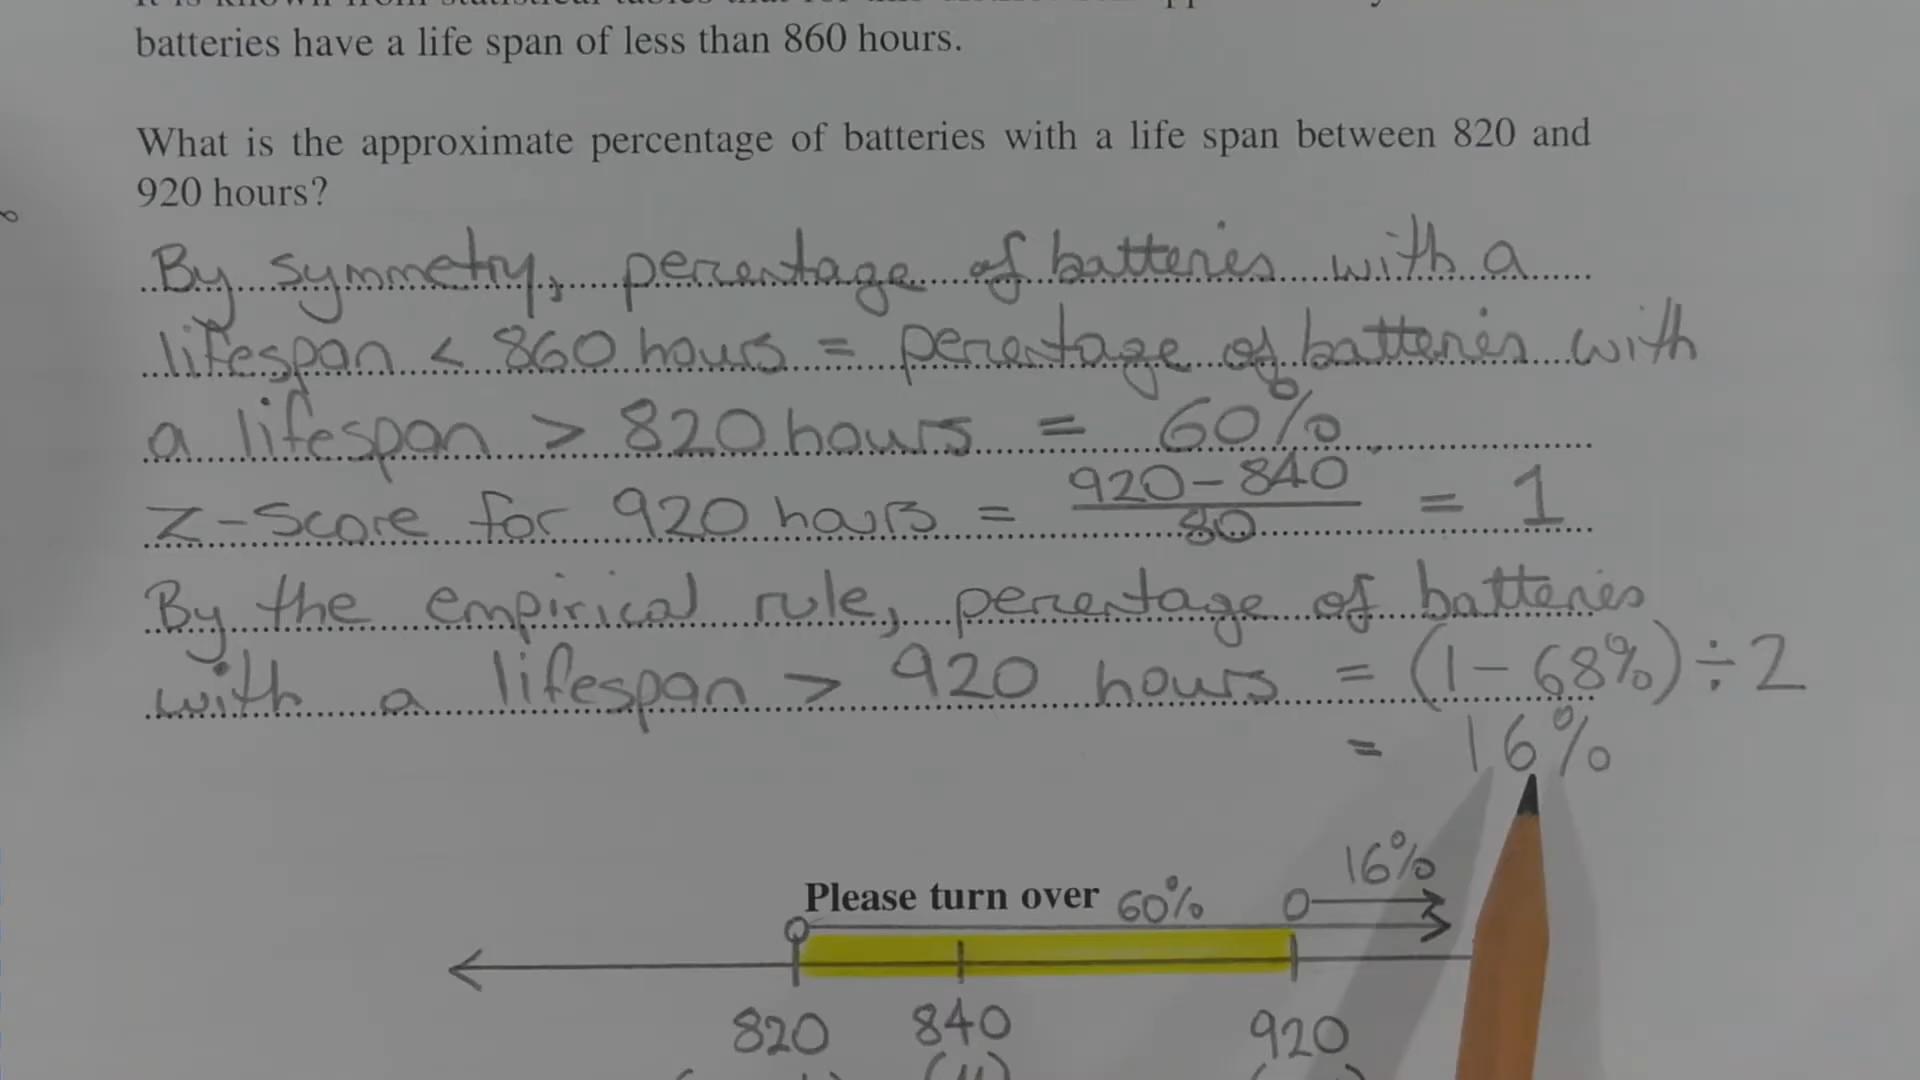 batteries have a life span of less than 860 hours.
What is the approximate percentage of batteries with a life span between 820 and
920 hours?
By symmetry, percentage of batteries with a
lifespan < 860 hours = percentage of batteries with
a lifespan > 820 hours = 60%
z-score for 920 hours = 920-840 / 80 = 1
By the empirical rule, percentage of batteries
with a lifespan > 920 hours = (1-68%)÷2
= 16%
16%
Please turn over 60%
820 840 920
(μ)